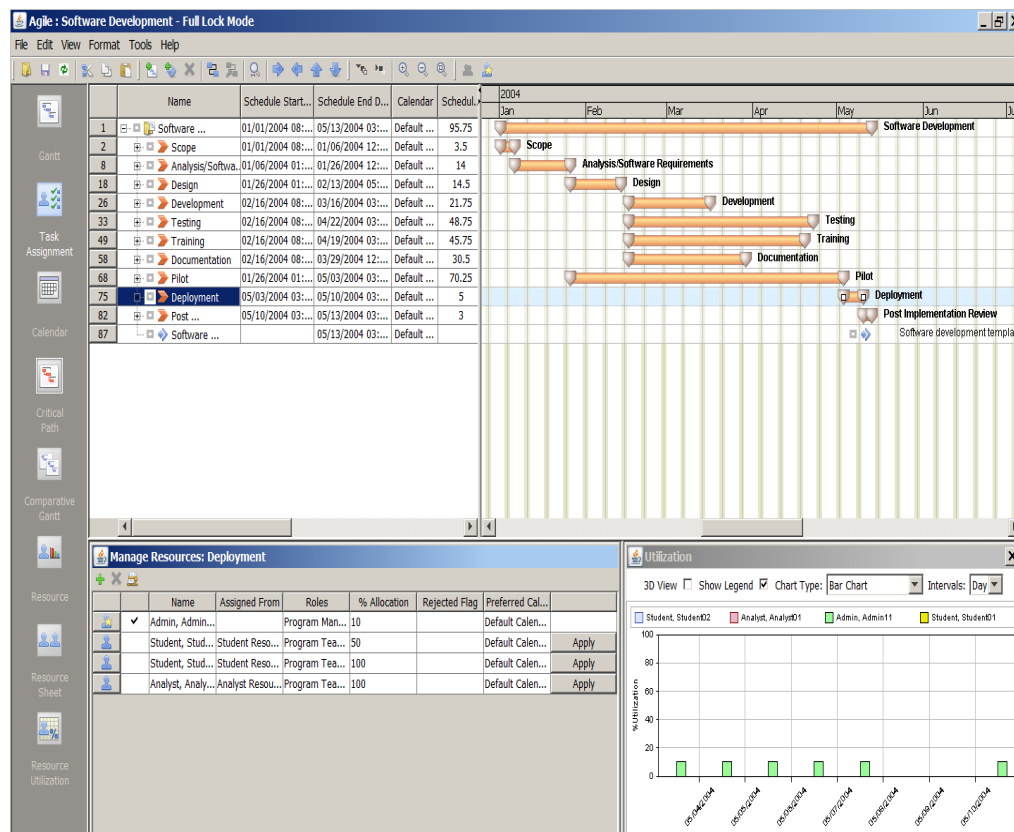 Agile : Software Development - Full Lock Mode
File Edit View Format Tools Help
Gantt
Task
Assignment
Calendar
Critical
Path
Comparative
Gantt
Resource
Resource
Sheet
Resource
Utilization
Name Schedule Start... Schedule End D... Calendar Schedul.
1 Software ... 01/01/2004 08:... 05/13/2004 03:... Default ... 95.75
2 Scope 01/01/2004 08:... 01/06/2004 12:... Default ... 3.5
8 Analysis/Softwa.. 01/06/2004 01:... 01/26/2004 12:... Default ... 14
18 Design 01/26/2004 01:... 02/13/2004 05:... Default ... 14.5
26 Development 02/16/2004 08:... 03/16/2004 03:... Default ... 21.75
33 Testing 02/16/2004 08:... 04/22/2004 03:... Default ... 48.75
49 Training 02/16/2004 08:... 04/19/2004 03:... Default ... 45.75
58 Documentation 02/16/2004 08:... 03/29/2004 12:... Default ... 30.5
68 Pilot 01/26/2004 01:... 05/03/2004 03:... Default ... 70.25
75 Deployment 05/03/2004 03:... 05/10/2004 03:... Default ... 5
82 Post ... 05/10/2004 03:... 05/13/2004 03:... Default ... 3
87 Software ... 05/13/2004 03:... Default ...
2004
Jan Feb Mar Apr May Jun
Software Development
Scope
Analysis/Software Requirements
Design
Development
Testing
Training
Documentation
Pilot
Deployment
Post Implementation Review
Software development templa
Manage Resources: Deployment
Name Assigned From Roles % Allocation Rejected Flag Preferred Cal...
Admin, Admin... Program Man... 10 Default Calen...
Student, Stud... Student Reso... Program Tea... 50 Default Calen... Apply
Student, Stud... Student Reso... Program Tea... 100 Default Calen... Apply
Analyst, Analy... Analyst Resou... Program Tea... 100 Default Calen... Apply
Utilization
3D View Show Legend Chart Type: Bar Chart Intervals: Day
Student, Student02 Analyst, Analyst01 Admin, Admin11 Student, Student01
%Utilization
100
80
60
40
20
0
05/04/2004 05/05/2004 05/06/2004 05/07/2004 05/08/2004 05/09/2004 05/10/2004